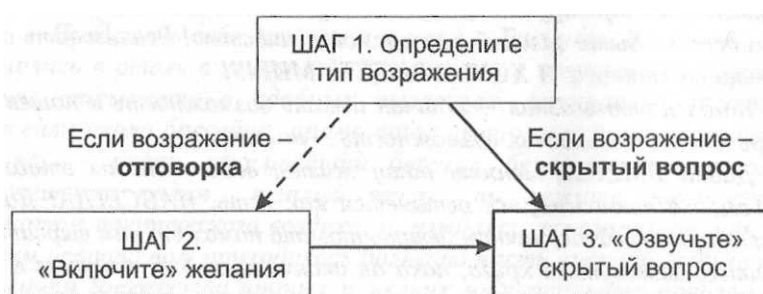 ШАГ 1. Определите
тип возражения
Если возражение –
отговорка
Если возражение –
скрытый вопрос
ШАГ 2.
«Включите» желания
ШАГ 3. «Озвучьте»
скрытый вопрос